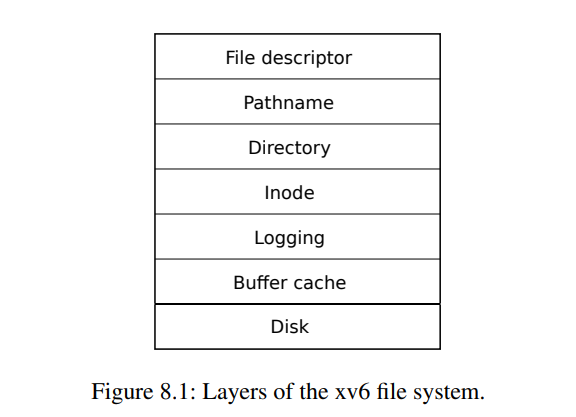 File descriptor
Pathname
Directory
Inode
Logging
Buffer cache
Disk
Figure 8.1: Layers of the xv6 file system.